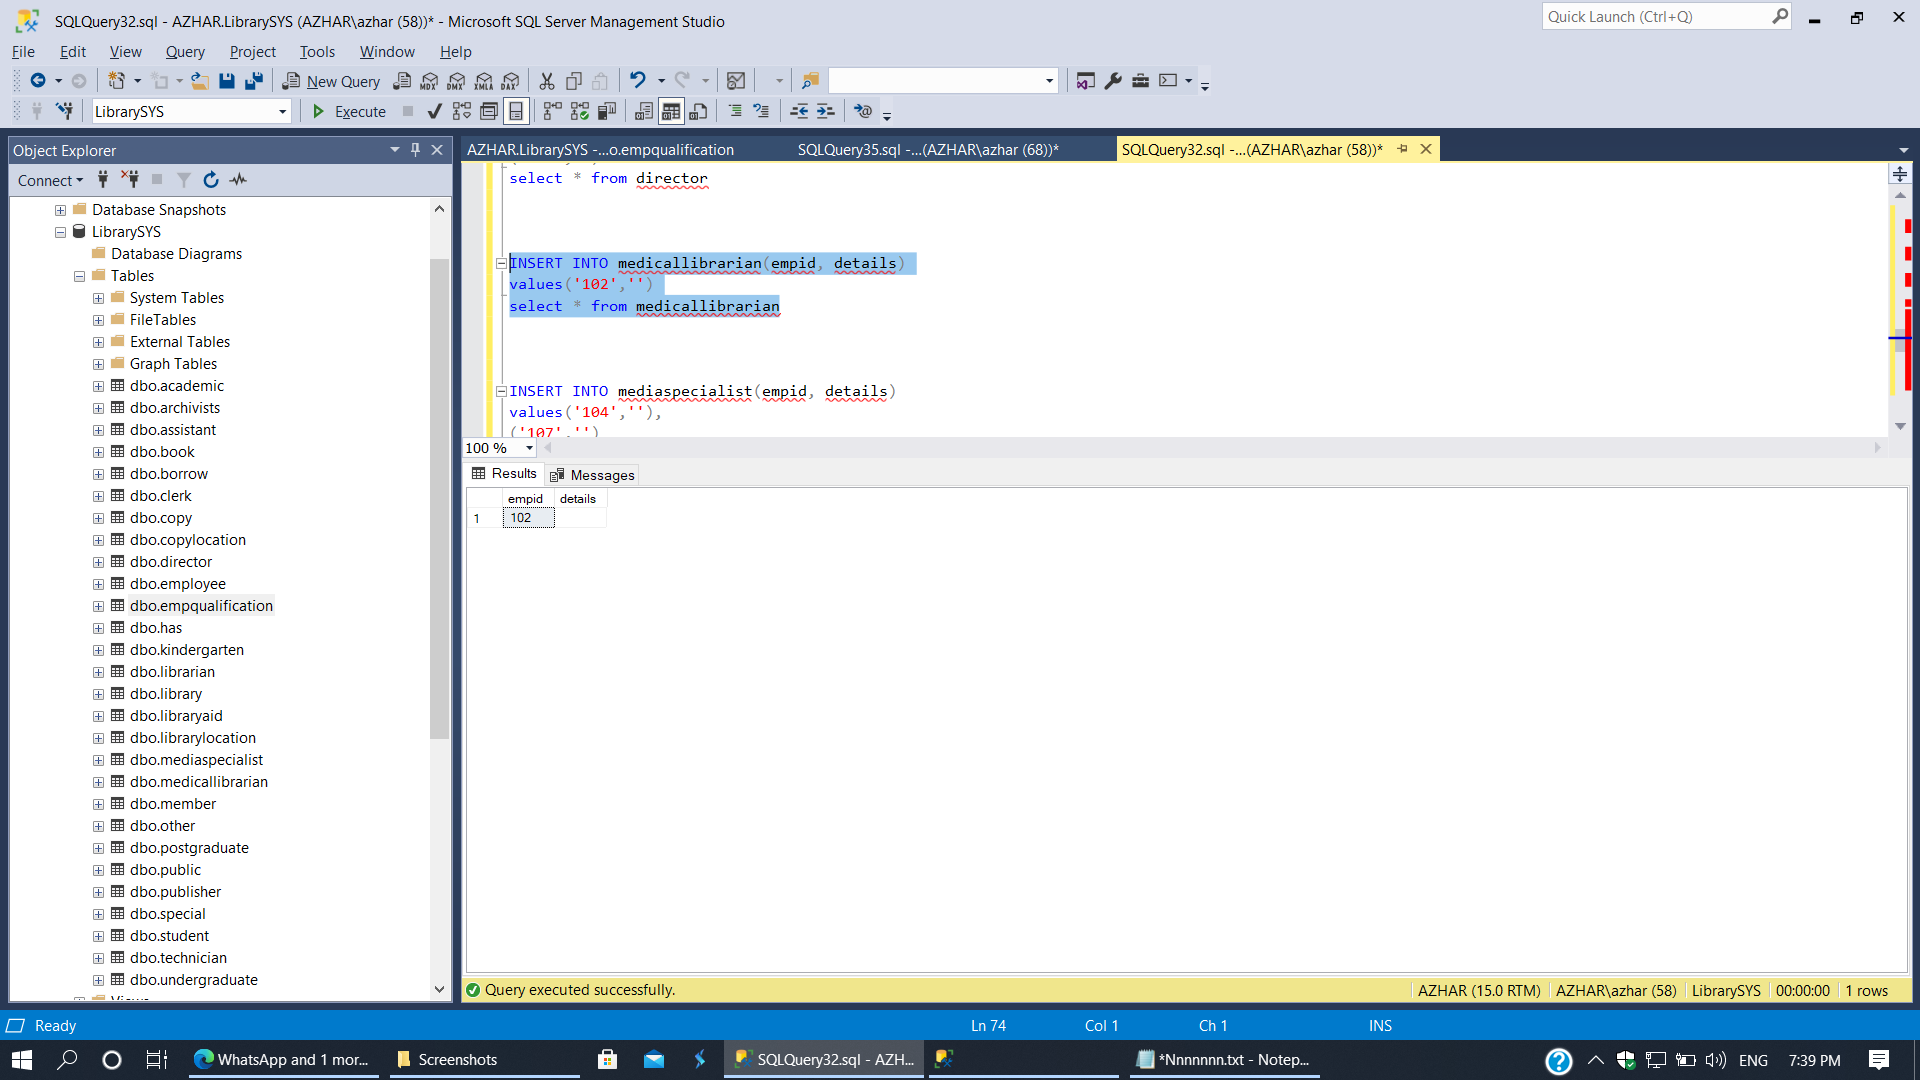 SQLQuery32.sql - AZHAR.LibrarySYS (AZHAR\azhar (58))* - Microsoft SQL Server Management Studio
Quick Launch (Ctrl+Q)
File Edit View Query Project Tools Window Help
New Query MDX DMX XMLA DAX
LibrarySYS Execute
Object Explorer
Connect
Database Snapshots
LibrarySYS
Database Diagrams
Tables
System Tables
FileTables
External Tables
Graph Tables
dbo.academic
dbo.archivists
dbo.assistant
dbo.book
dbo.borrow
dbo.clerk
dbo.copy
dbo.copylocation
dbo.director
dbo.employee
dbo.empqualification
dbo.has
dbo.kindergarten
dbo.librarian
dbo.library
dbo.libraryaid
dbo.librarylocation
dbo.mediaspecialist
dbo.medicallibrarian
dbo.member
dbo.other
dbo.postgraduate
dbo.public
dbo.publisher
dbo.special
dbo.student
dbo.technician
dbo.undergraduate
Views
AZHAR.LibrarySYS -...o.empqualification SQLQuery35.sql -...(AZHAR\azhar (68))* SQLQuery32.sql -...(AZHAR\azhar (58))*
select * from director
INSERT INTO medicallibrarian(empid, details)
values('102','')
select * from medicallibrarian
INSERT INTO mediaspecialist(empid, details)
values('104',''),
('107','')
100 %
Results Messages
empid details
1 102
Query executed successfully. AZHAR (15.0 RTM) AZHAR\azhar (58) LibrarySYS 00:00:00 1 rows
Ready Ln 74 Col 1 Ch 1 INS
WhatsApp and 1 mor... Screenshots SQLQuery32.sql - AZH... *Nnnnnnn.txt - Notep... ENG 7:39 PM